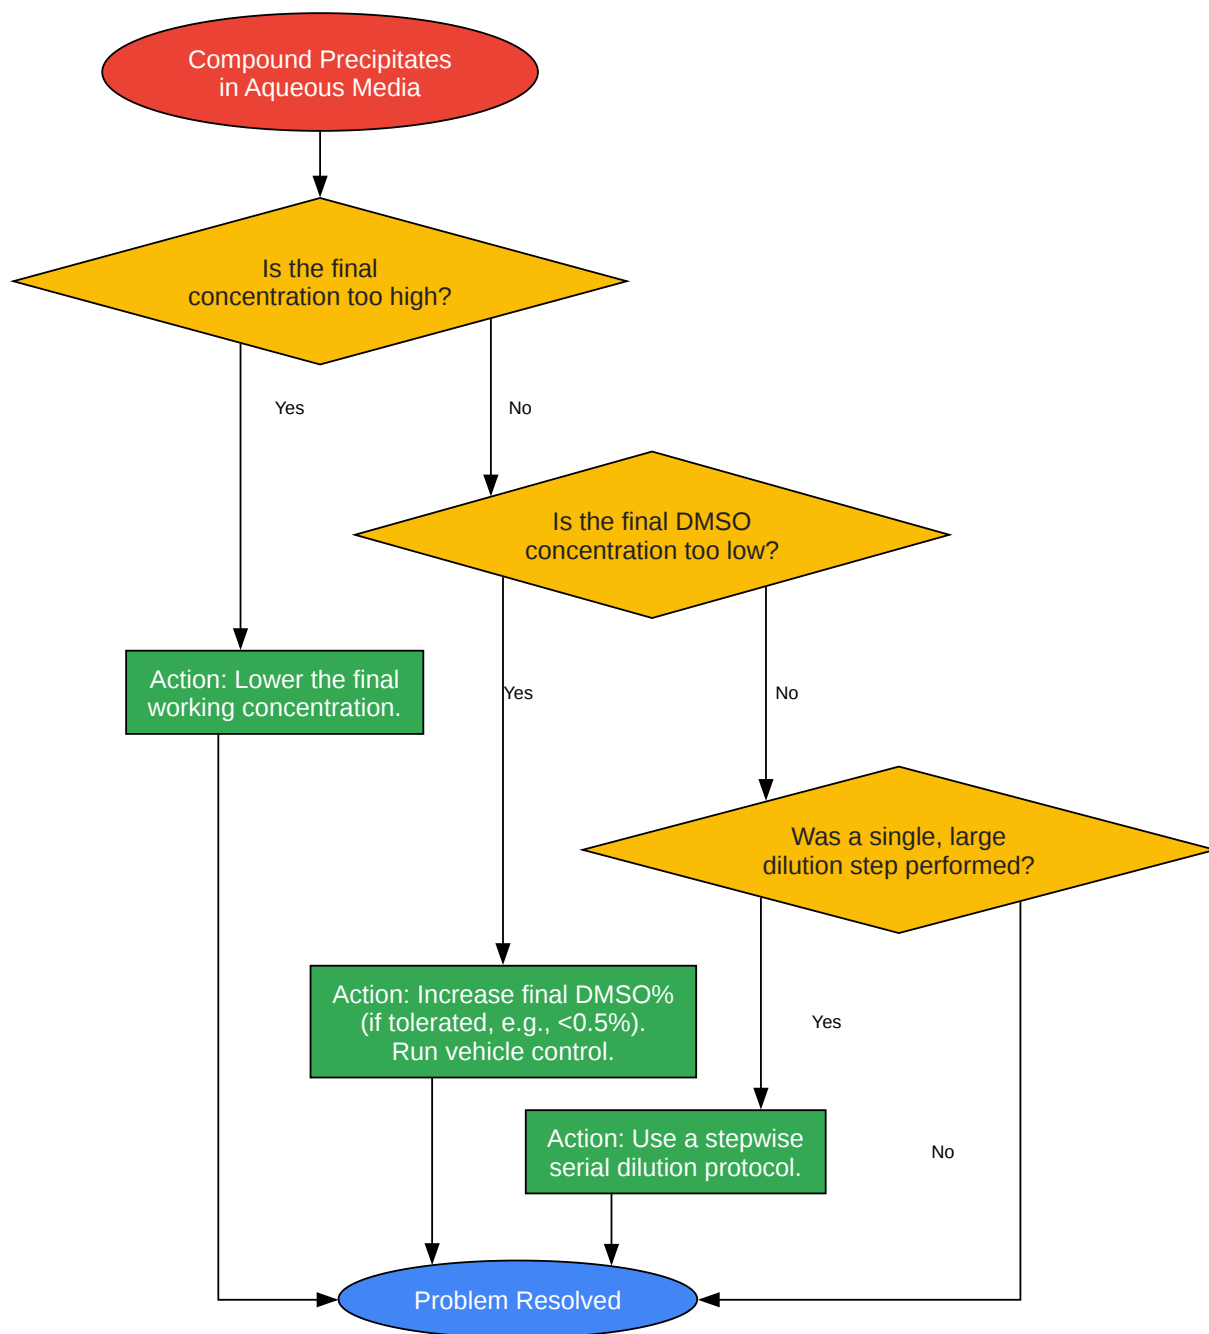 Compound Precipitates
in Aqueous Media
Is the final
concentration too high?
Yes
No
Is the final DMSO
concentration too low?
Action: Lower the final
working concentration.
Yes
No
Was a single, large
dilution step performed?
Action: Increase final DMSO%
(if tolerated, e.g., <0.5%).
Run vehicle control.
Yes
Action: Use a stepwise
serial dilution protocol.
No
Problem Resolved